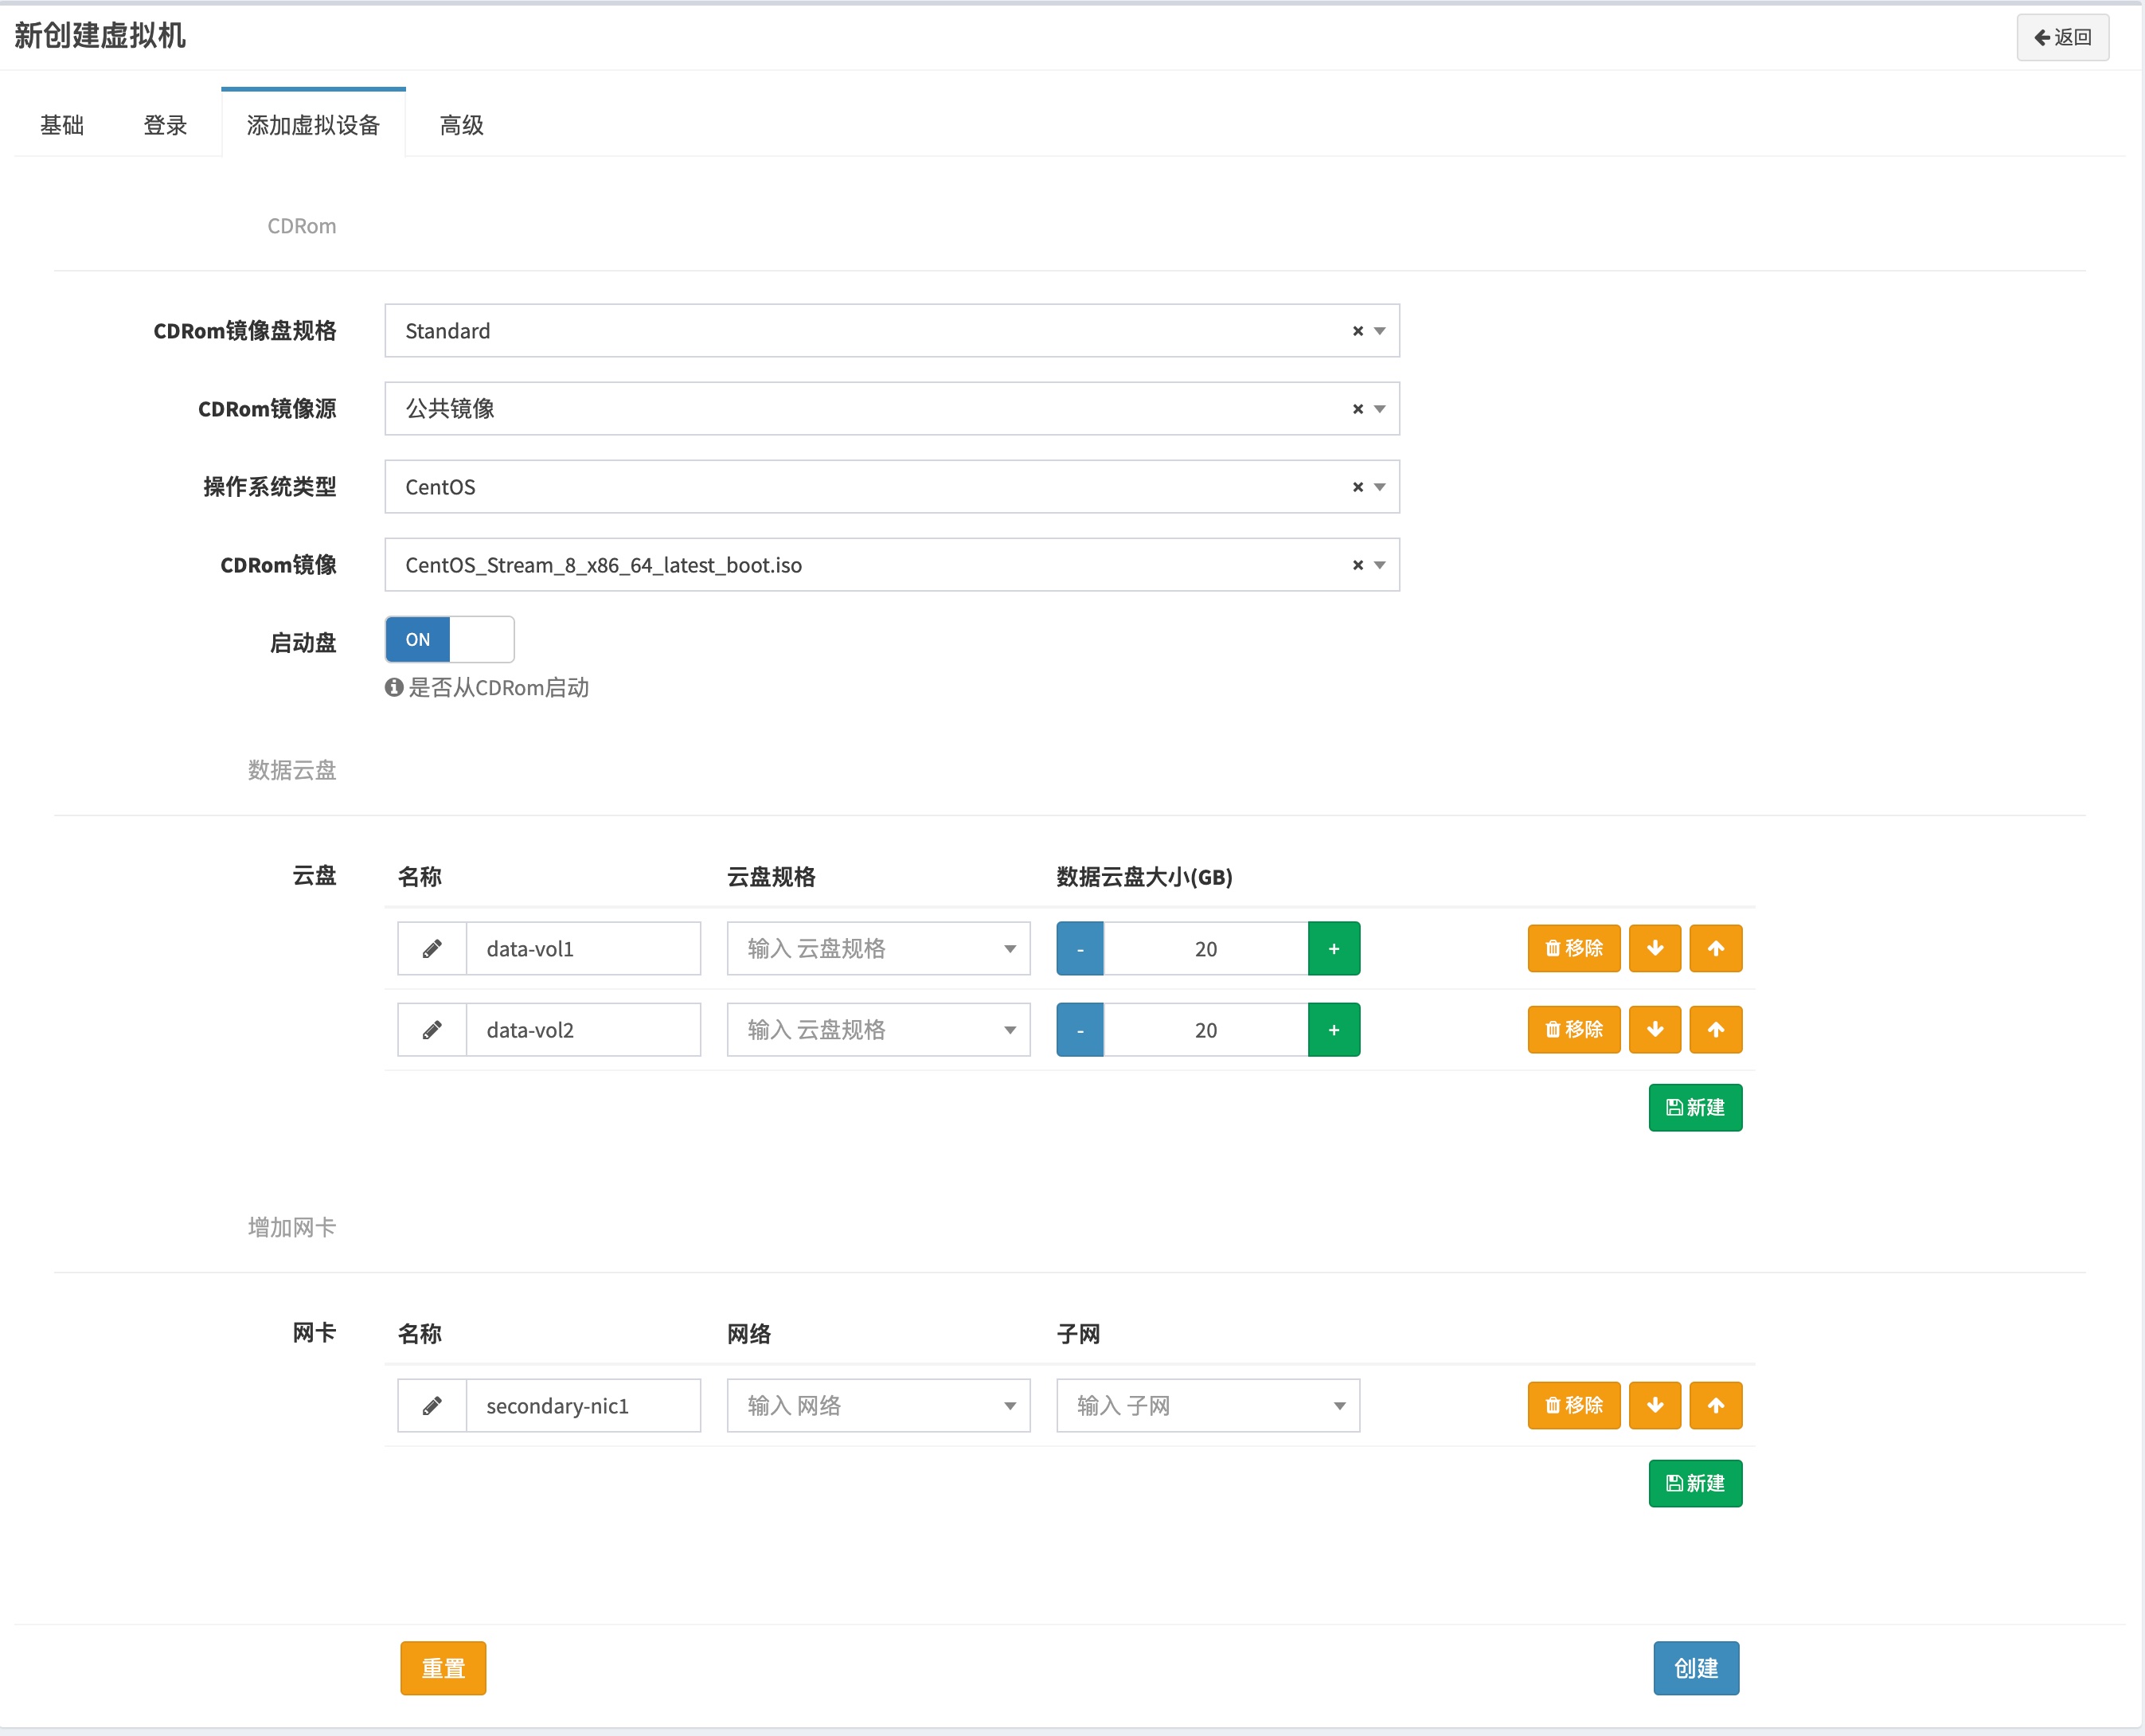 新创建虚拟机
返回
基础 登录 添加虚拟设备 高级
CDRom
CDRom镜像盘规格 Standard × 
CDRom镜像源 公共镜像 ×
操作系统类型 CentOS ×
CDRom镜像 CentOS_Stream_8_x86_64_latest_boot.iso ×
启动盘 ON
是否从CDRom启动
数据云盘
云盘 名称 云盘规格 数据云盘大小(GB)
data-vol1 输入 云盘规格 - 20 + 移除
data-vol2 输入 云盘规格 - 20 + 移除
新建
增加网卡
网卡 名称 网络 子网
secondary-nic1 输入 网络 输入 子网 移除
新建
重置 创建